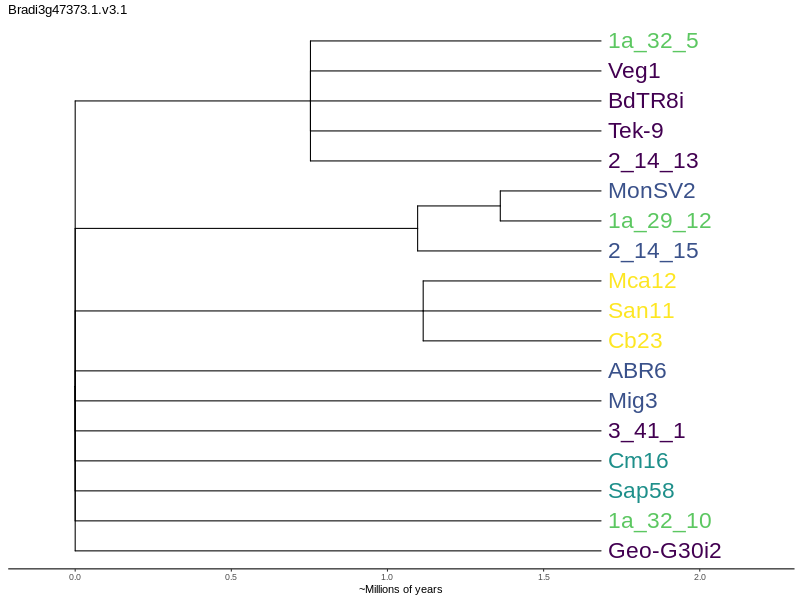 Bradi3g47373.1.v3.1
1a_32_5
Veg1
BdTR8i
Tek-9
2_14_13
MonSV2
1a_29_12
2_14_15
Mca12
San11
Cb23
ABR6
Mig3
3_41_1
Cm16
Sap58
1a_32_10
Geo-G30i2
0.0 0.5 1.0 1.5 2.0
~Millions of years